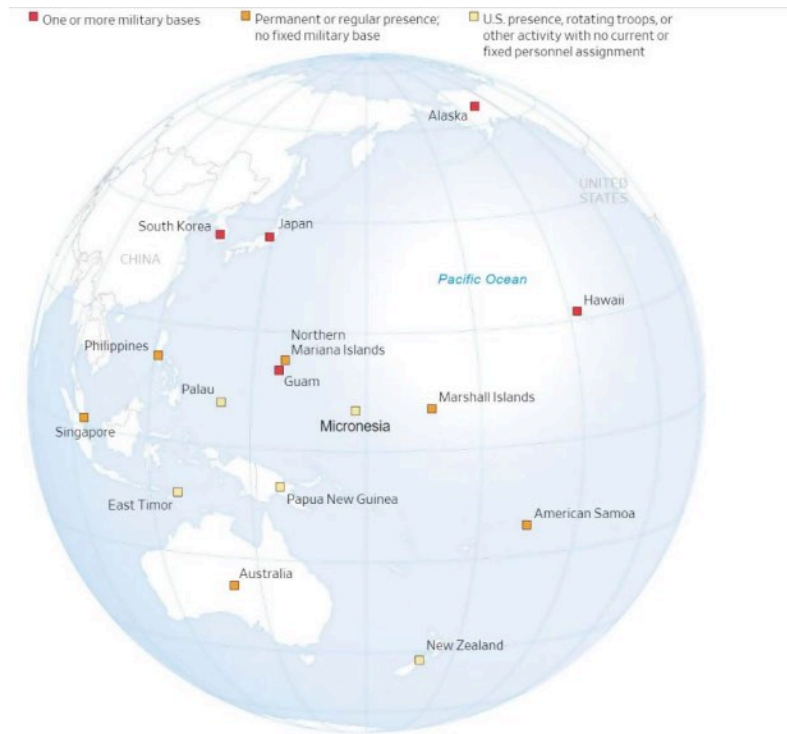 One or more military bases
Permanent or regular presence;
no fixed military base
U.S. presence, rotating troops, or
other activity with no current or
fixed personnel assignment
Alaska
UNITED
STATES
South Korea
Japan
CHINA
Pacific Ocean
Hawaii
Northern
Mariana Islands
Philippines
Guam
Palau
Marshall Islands
Micronesia
Singapore
Papua New Guinea
East Timor
American Samoa
Australia
New Zealand